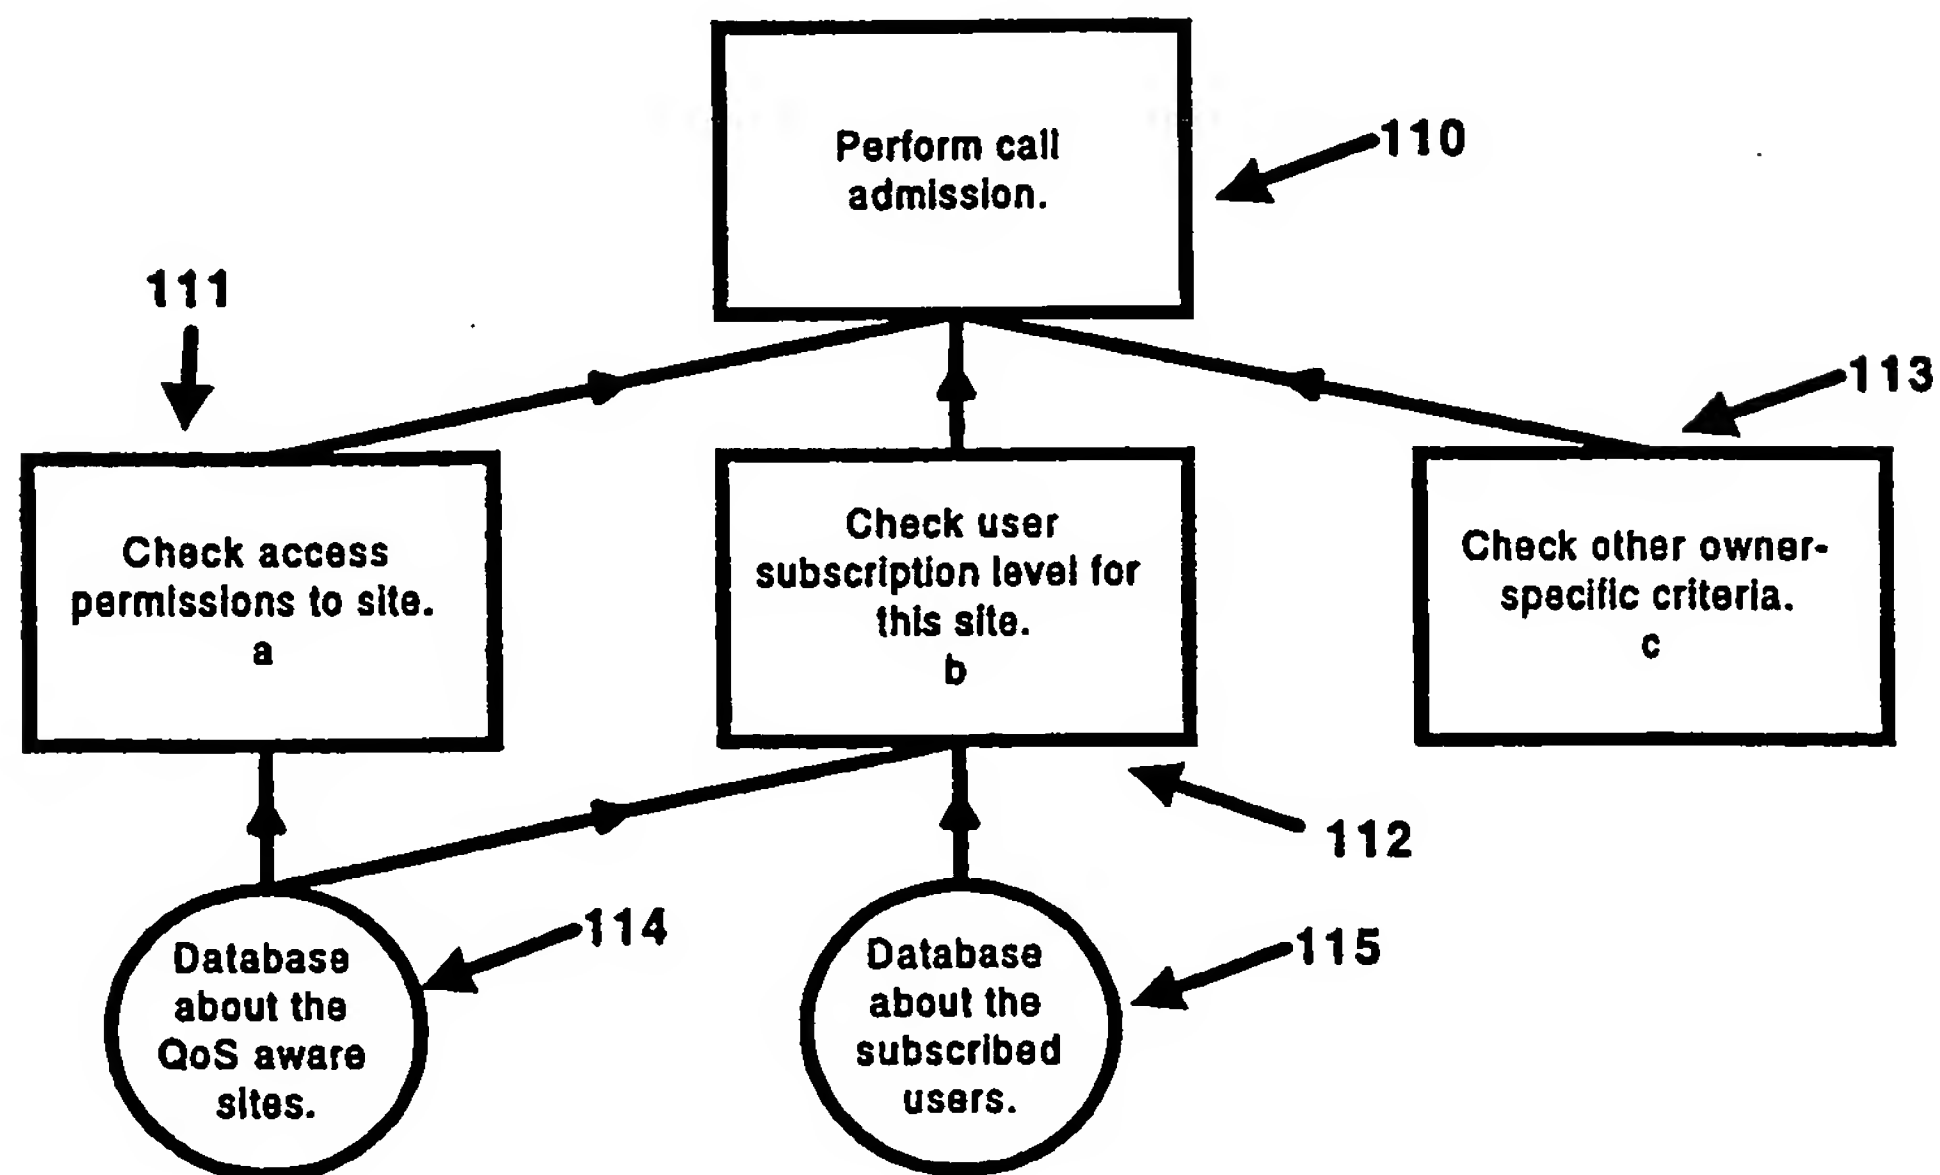 Perform call
admission.
110
111
113
Check access
permissions to site.
a
Check user
subscription level for
this site.
b
Check other owner-
specific criteria.
c
112
114
115
Database
about the
QoS aware
sites.
Database
about the
subscribed
users.